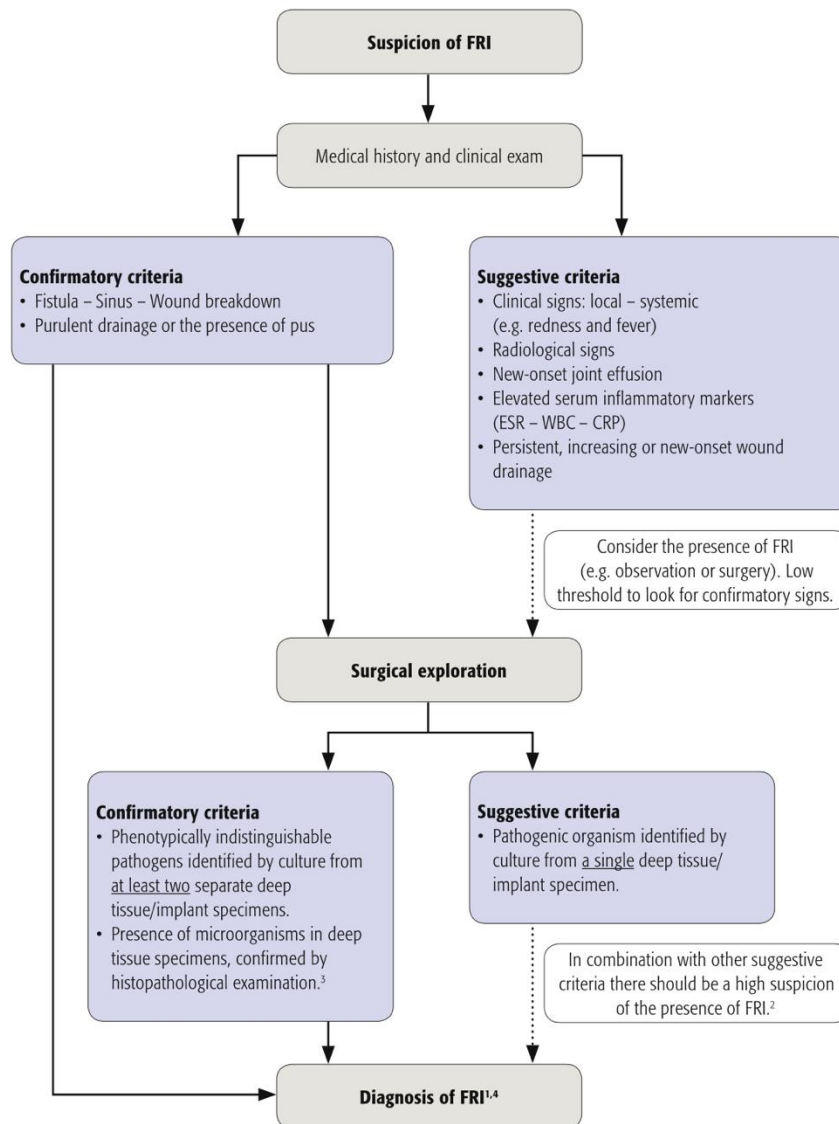 Suspicion of FRI
Medical history and clinical exam
Confirmatory criteria
• Fistula – Sinus – Wound breakdown
• Purulent drainage or the presence of pus
Suggestive criteria
• Clinical signs: local – systemic
(e.g. redness and fever)
• Radiological signs
• New-onset joint effusion
• Elevated serum inflammatory markers
(ESR – WBC – CRP)
• Persistent, increasing or new-onset wound
drainage
Consider the presence of FRI
(e.g. observation or surgery). Low
threshold to look for confirmatory signs.
Surgical exploration
Confirmatory criteria
• Phenotypically indistinguishable
pathogens identified by culture from
at least two separate deep
tissue/implant specimens.
• Presence of microorganisms in deep
tissue specimens, confirmed by
histopathological examination.³
Suggestive criteria
• Pathogenic organism identified by
culture from a single deep tissue/
implant specimen.
In combination with other suggestive
criteria there should be a high suspicion
of the presence of FRI.²
Diagnosis of FRI¹,⁴